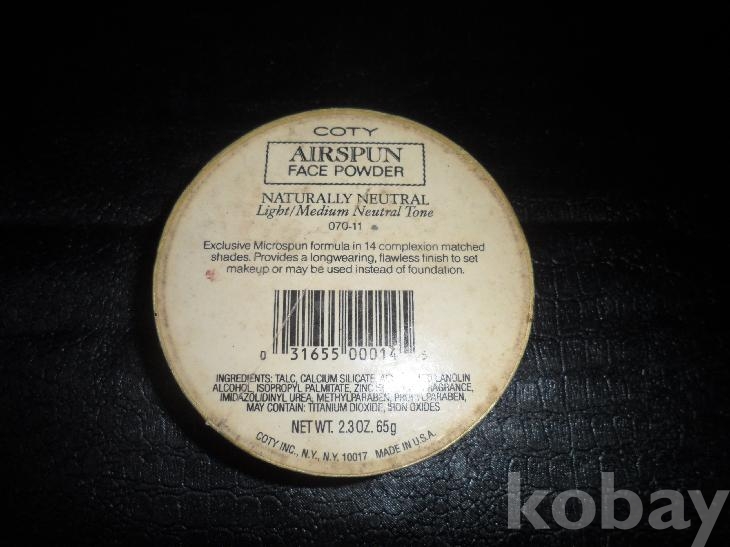 COTY
AIRSPUN
FACE POWDER
NATURALLY NEUTRAL
Light/Medium Neutral Tone
070-11
Exclusive Microspun formula in 14 complexion matched
shades. Provides a longwearing, flawless finish to set
makeup or may be used instead of foundation.
0 31655 00014 5
INGREDIENTS: TALC, CALCIUM SILICATE, LANOLIN
ALCOHOL, ISOPROPYL PALMITATE, ZINC FRAGRANCE,
IMIDAZOLIDINYL UREA, METHYLPARABEN, PROPYLPARABEN,
MAY CONTAIN: TITANIUM DIOXIDE, IRON OXIDES
NET WT. 2.3 OZ. 65g
COTY INC., N.Y., N.Y. 10017 MADE IN U.S.A.
kobay